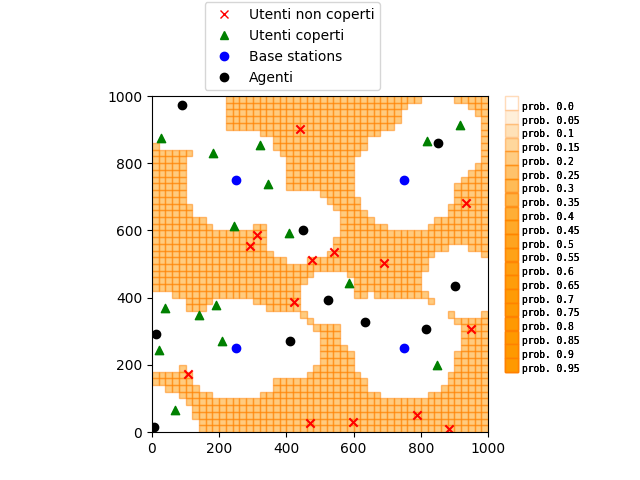 Utenti non coperti
Utenti coperti
Base stations
Agenti
1000
800
600
400
200
0
0
200
400
600
800
1000
prob. 0.0
prob. 0.05
prob. 0.1
prob. 0.15
prob. 0.2
prob. 0.25
prob. 0.3
prob. 0.35
prob. 0.4
prob. 0.45
prob. 0.5
prob. 0.55
prob. 0.6
prob. 0.65
prob. 0.7
prob. 0.75
prob. 0.8
prob. 0.85
prob. 0.9
prob. 0.95